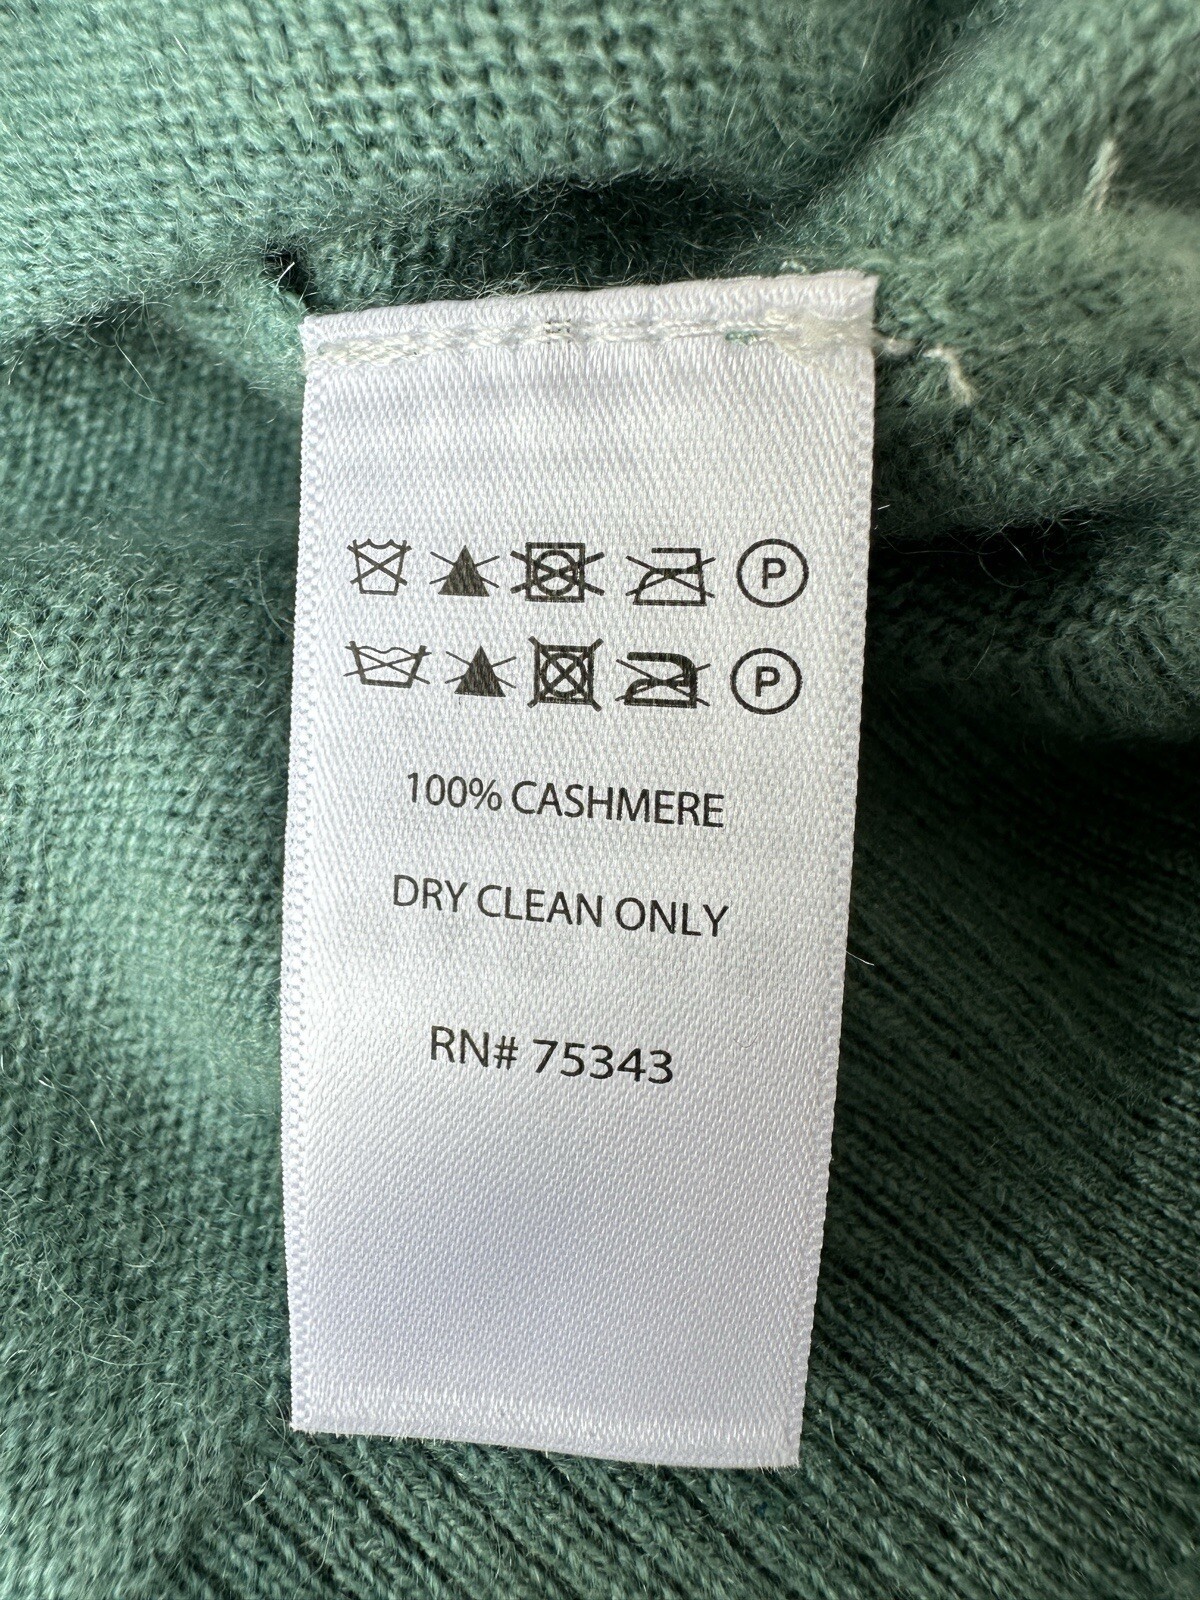 P
P
100% CASHMERE
DRY CLEAN ONLY
RN# 75343